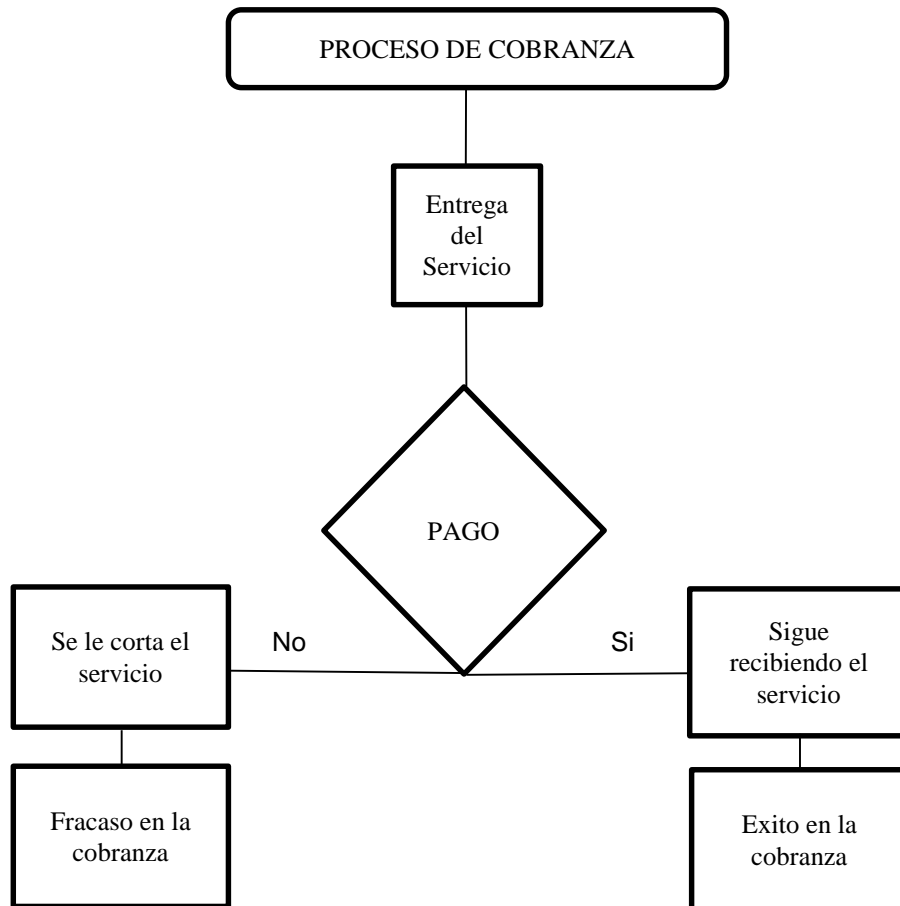 PROCESO DE COBRANZA
Entrega
del
Servicio
PAGO
No
Si
Se le corta el
servicio
Sigue
recibiendo el
servicio
Fracaso en la
cobranza
Exito en la
cobranza